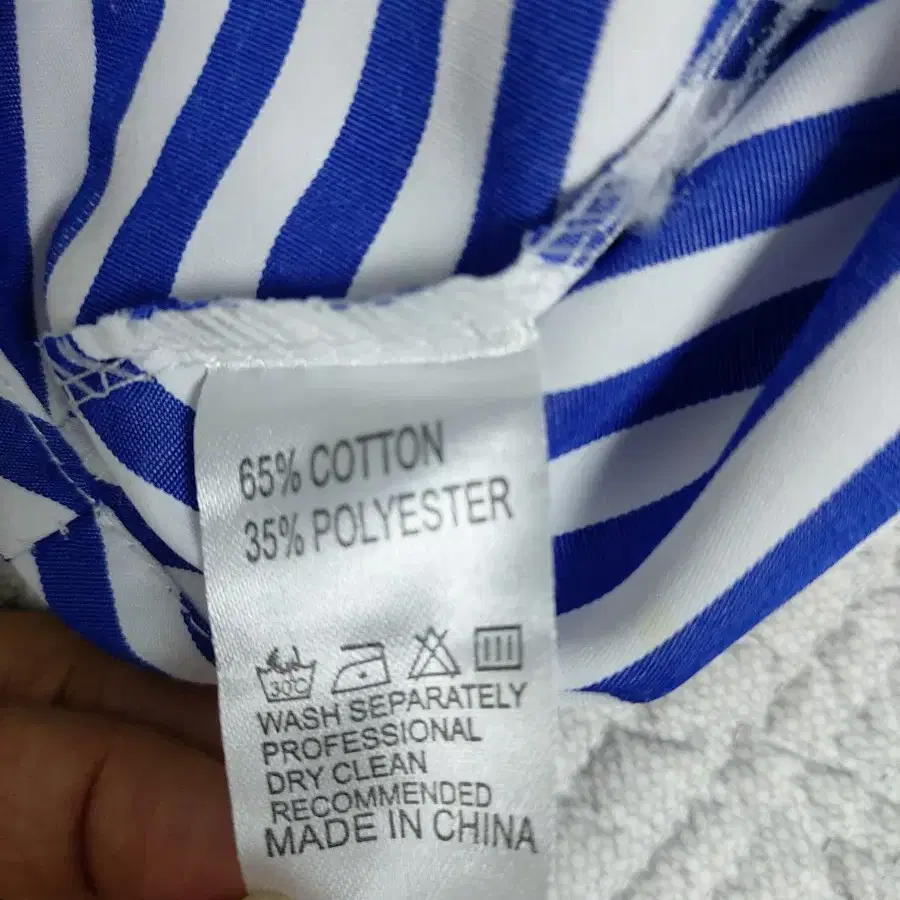 65% COTTON
35% POLYESTER
30°C
WASH SEPARATELY
PROFESSIONAL
DRY CLEAN
RECOMMENDED
MADE IN CHINA